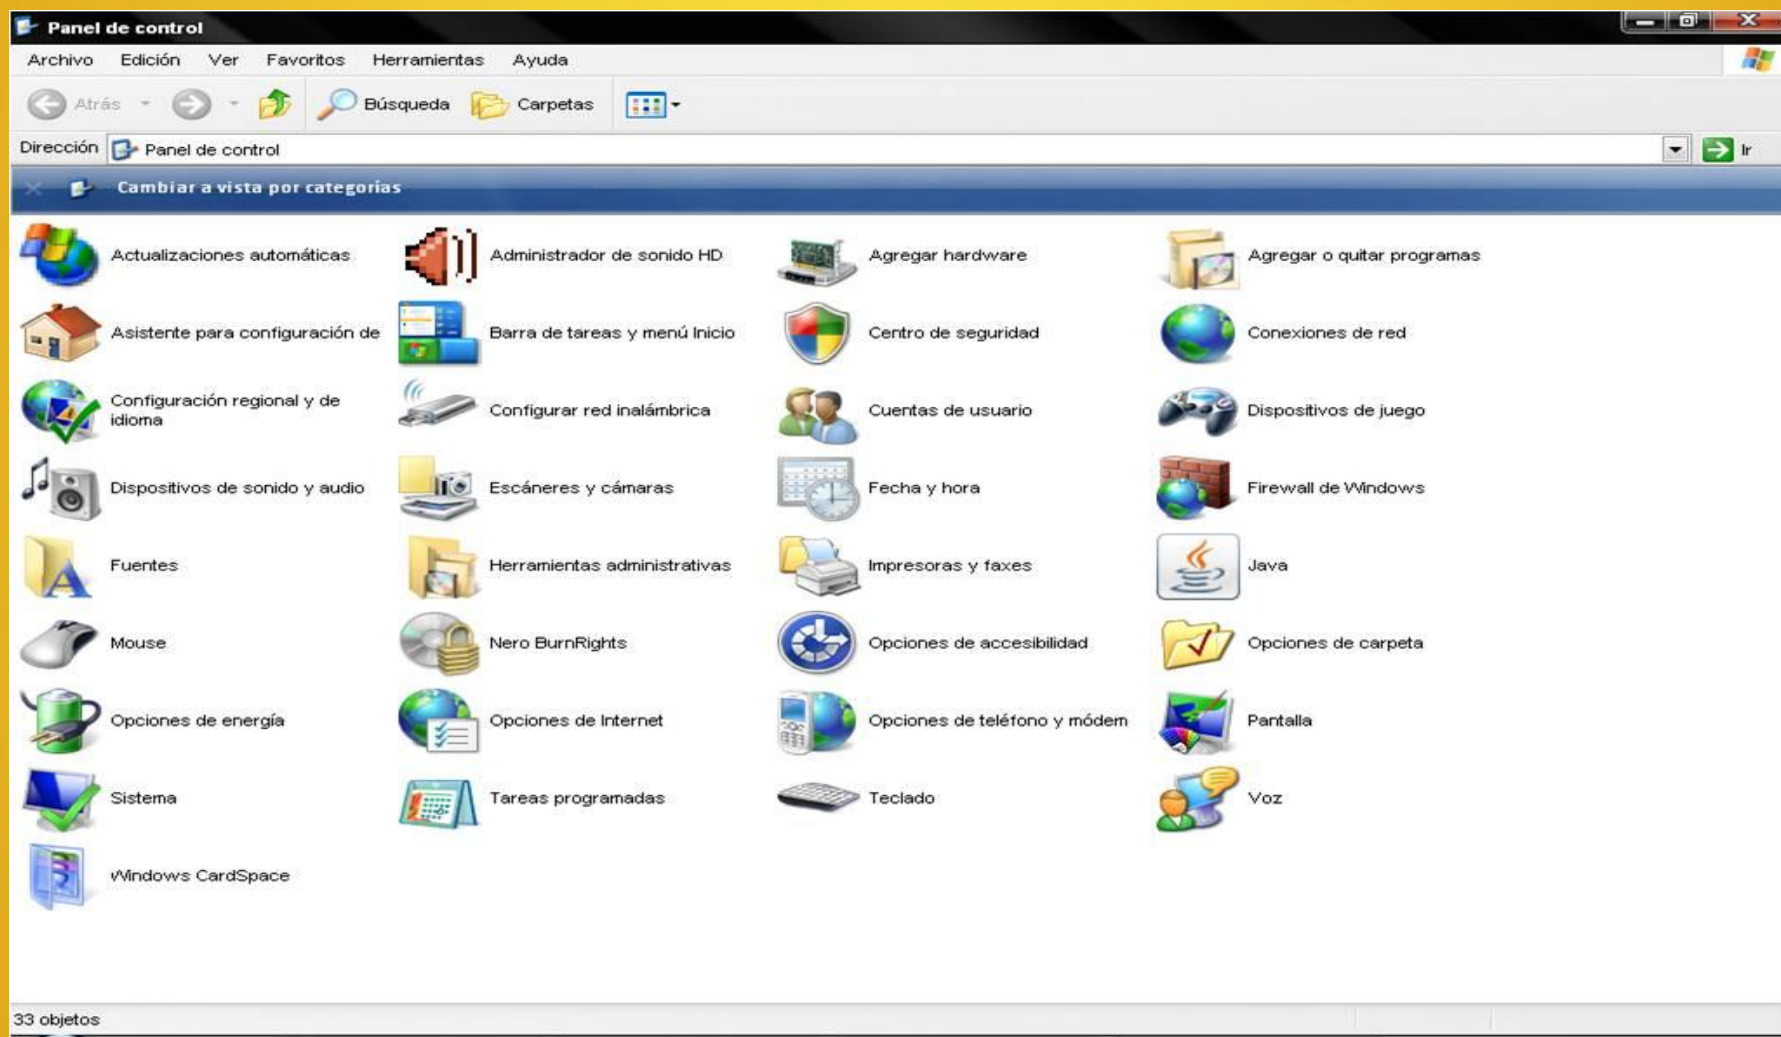 Panel de control
Archivo Edición Ver Favoritos Herramientas Ayuda
Atrás Búsqueda Carpetas
Dirección Panel de control Ir
Cambiar a vista por categorías
Actualizaciones automáticas Administrador de sonido HD Agregar hardware Agregar o quitar programas
Asistente para configuración de Barra de tareas y menú Inicio Centro de seguridad Conexiones de red
Configuración regional y de
idioma Configurar red inalámbrica Cuentas de usuario Dispositivos de juego
Dispositivos de sonido y audio Escáneres y cámaras Fecha y hora Firewall de Windows
Fuentes Herramientas administrativas Impresoras y faxes Java
Mouse Nero BurnRights Opciones de accesibilidad Opciones de carpeta
Opciones de energía Opciones de Internet Opciones de teléfono y módem Pantalla
Sistema Tareas programadas Teclado Voz
Windows CardSpace
33 objetos